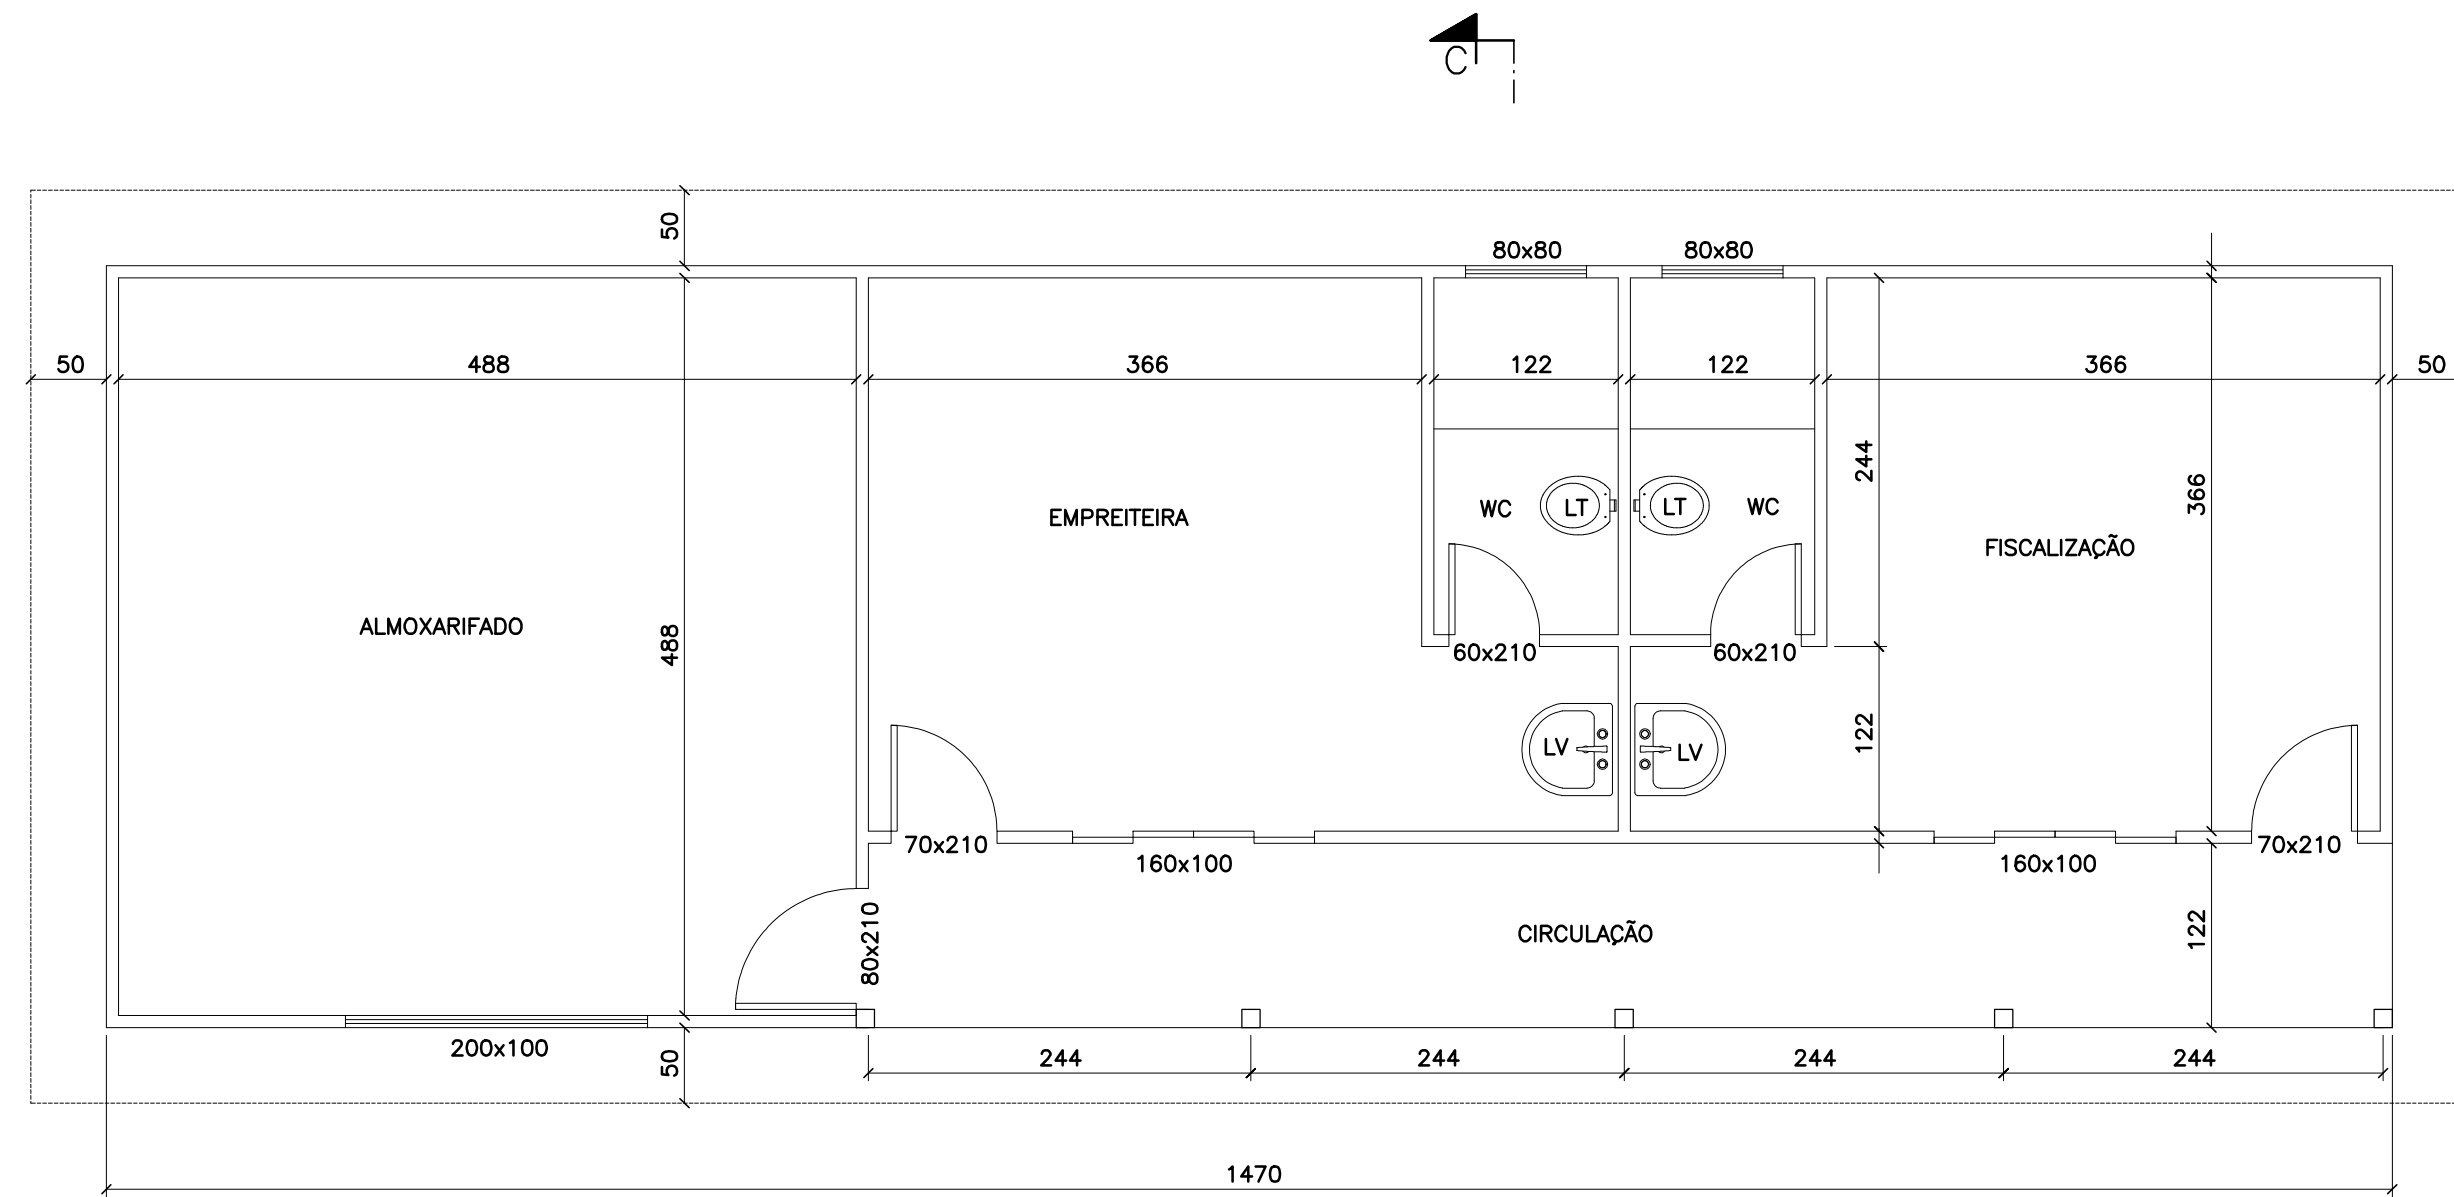 C
50
80x80
80x80
50
488
366
122
122
366
50
244
366
WC
LT
LT
WC
EMPREITEIRA
FISCALIZAÇÃO
ALMOXARIFADO
488
60x210
60x210
LV
LV
122
70x210
160x100
160x100
70x210
80x210
CIRCULAÇÃO
122
200x100
50
244
244
244
244
1470